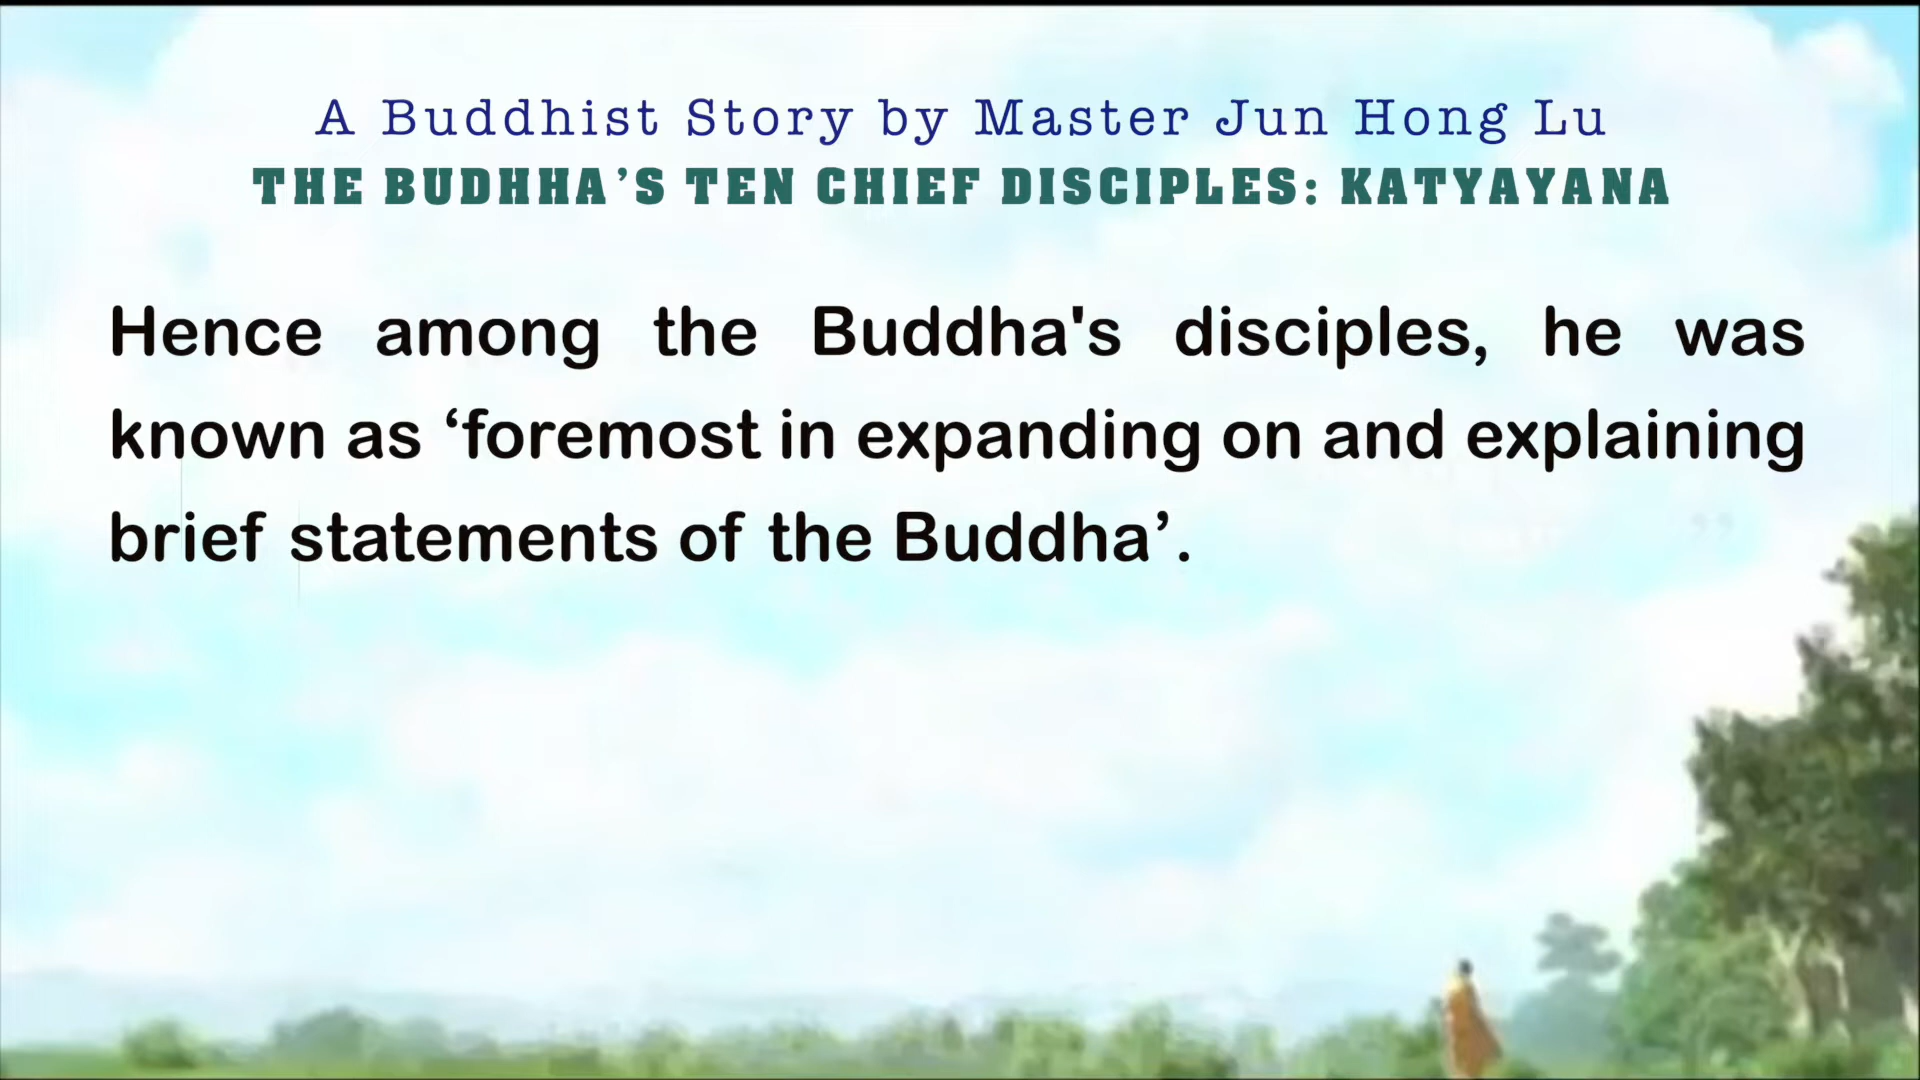 A Buddhist Story by Master Jun Hong Lu
THE BUDHHA’S TEN CHIEF DISCIPLES: KATYAYANA
Hence among the Buddha's disciples, he was
known as ‘foremost in expanding on and explaining
brief statements of the Buddha’.